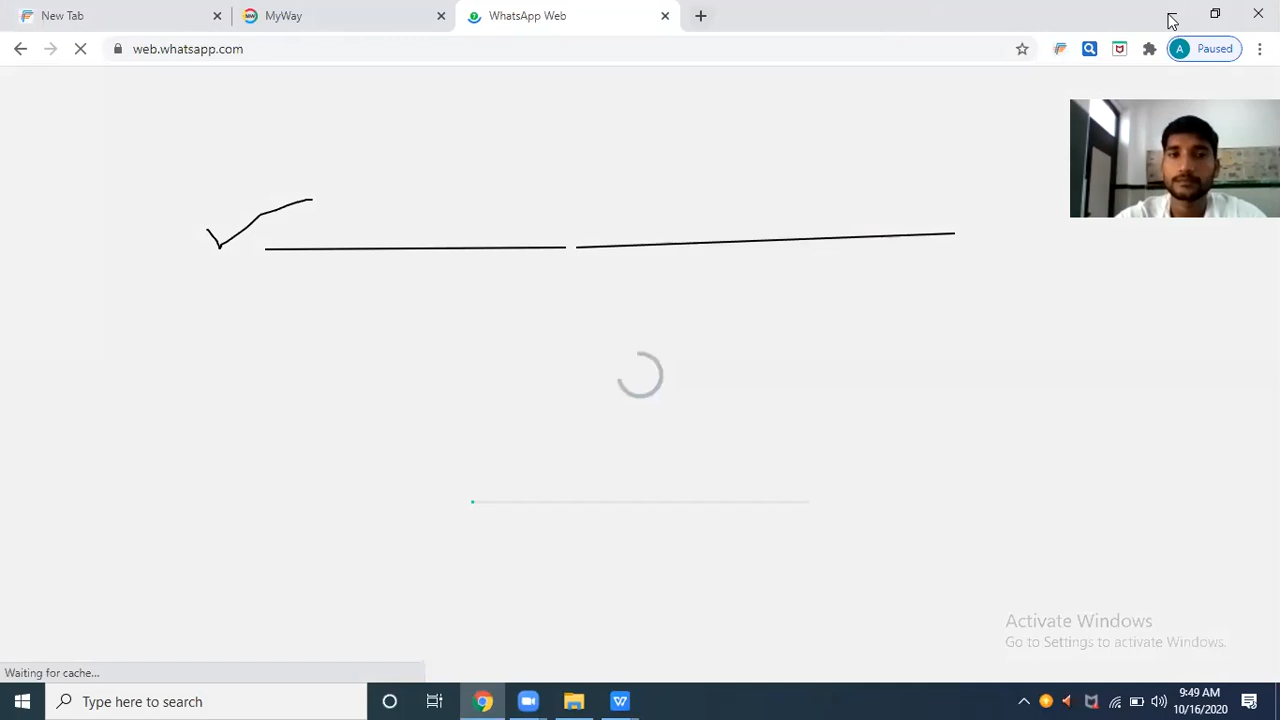 New Tab
MyWay
WhatsApp Web
web.whatsapp.com
A Paused
Activate Windows
Go to Settings to activate Windows.
Waiting for cache...
Type here to search
9:49 AM
10/16/2020